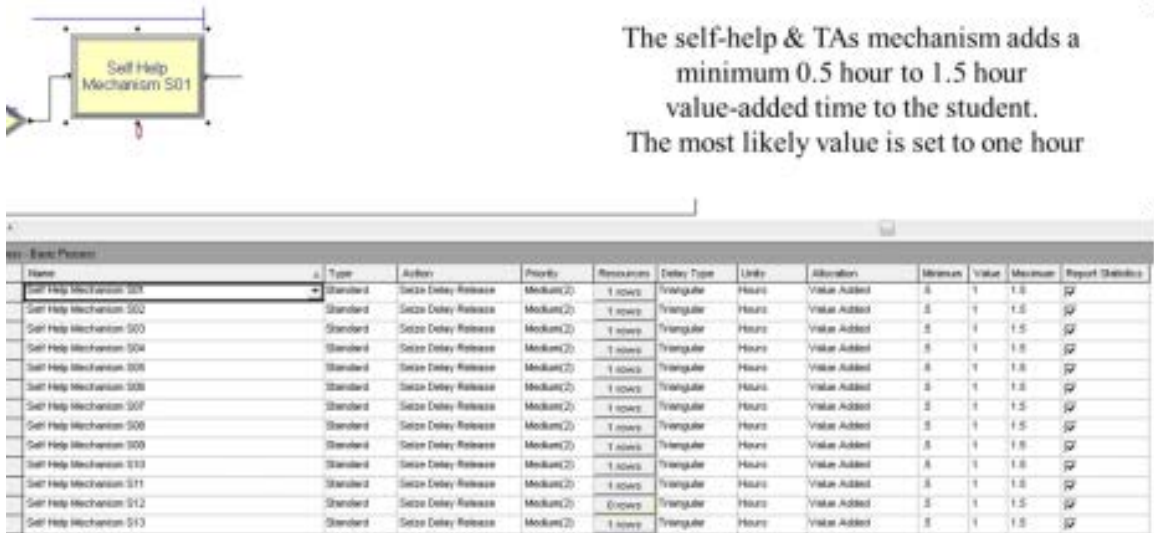 Self Help
Mechanism S01
The self-help & TAs mechanism adds a
minimum 0.5 hour to 1.5 hour
value-added time to the student.
The most likely value is set to one hour
- Basic Process
Name Type Action Priority Resources Delay Type Units Allocation Minimum Value Maximum Report Statistics
Self Help Mechanism S01 Standard Seize Delay Release Medium(2) 1 rows Triangular Hours Value Added .5 1 1.5
Self Help Mechanism S02 Standard Seize Delay Release Medium(2) 1 rows Triangular Hours Value Added .5 1 1.5
Self Help Mechanism S03 Standard Seize Delay Release Medium(2) 1 rows Triangular Hours Value Added .5 1 1.5
Self Help Mechanism S04 Standard Seize Delay Release Medium(2) 1 rows Triangular Hours Value Added .5 1 1.5
Self Help Mechanism S05 Standard Seize Delay Release Medium(2) 1 rows Triangular Hours Value Added .5 1 1.5
Self Help Mechanism S06 Standard Seize Delay Release Medium(2) 1 rows Triangular Hours Value Added .5 1 1.5
Self Help Mechanism S07 Standard Seize Delay Release Medium(2) 1 rows Triangular Hours Value Added .5 1 1.5
Self Help Mechanism S08 Standard Seize Delay Release Medium(2) 1 rows Triangular Hours Value Added .5 1 1.5
Self Help Mechanism S09 Standard Seize Delay Release Medium(2) 1 rows Triangular Hours Value Added .5 1 1.5
Self Help Mechanism S10 Standard Seize Delay Release Medium(2) 1 rows Triangular Hours Value Added .5 1 1.5
Self Help Mechanism S11 Standard Seize Delay Release Medium(2) 1 rows Triangular Hours Value Added .5 1 1.5
Self Help Mechanism S12 Standard Seize Delay Release Medium(2) 0 rows Triangular Hours Value Added .5 1 1.5
Self Help Mechanism S13 Standard Seize Delay Release Medium(2) 1 rows Triangular Hours Value Added .5 1 1.5